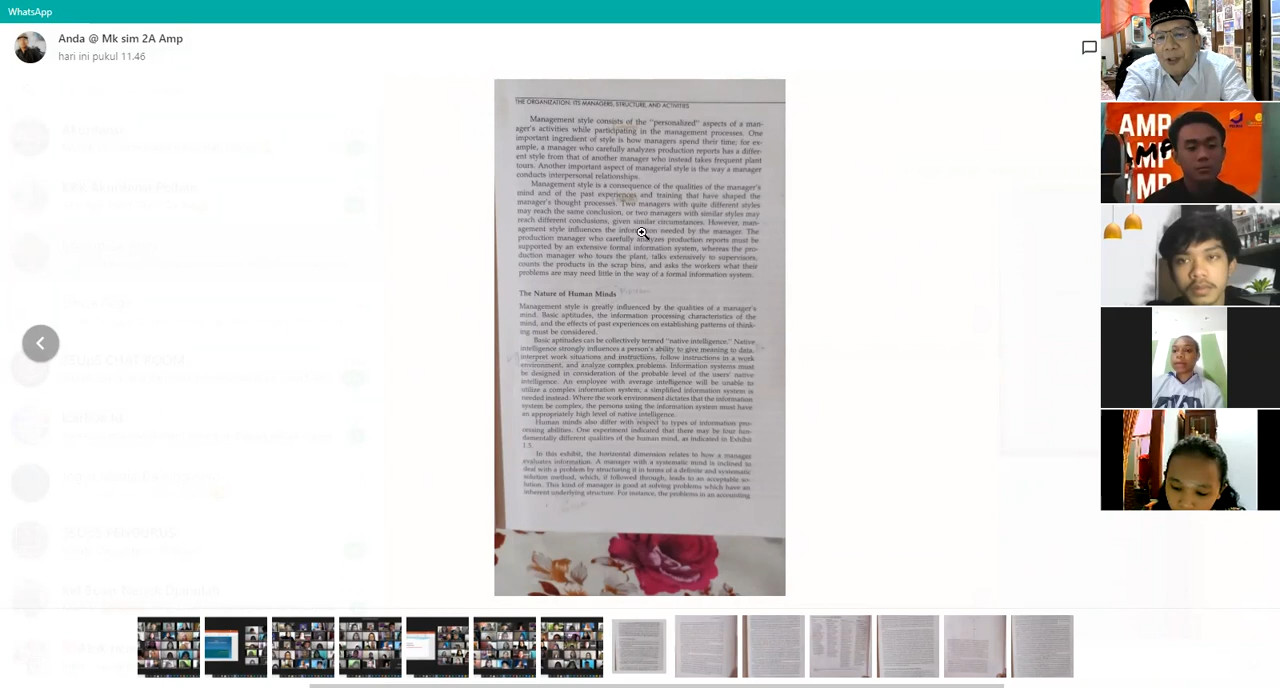 WhatsApp
Anda @ Mk sim 2A Amp
hari ini pukul 11.46
THE ORGANIZATION: ITS MANAGERS, STRUCTURE, AND ACTIVITIES
Management style consists of the "personalized" aspects of a man-
ager's activities while participating in the management processes. One
important ingredient of style is how managers spend their time; for ex-
ample, a manager who carefully analyzes production reports has a differ-
ent style from that of another manager who instead takes frequent plant
tours. Another important aspect of managerial style is the way a manager
conducts interpersonal relationships.
Management style is a consequence of the qualities of the manager's
mind and of the past experiences and training that have shaped the
manager's thought processes. Two managers with quite different styles
may reach the same conclusion, or two managers with similar styles may
reach different conclusions, given similar circumstances. However, man-
agement style influences the information needed by the manager. The
production manager who carefully analyzes production reports must be
supported by an extensive formal information system, whereas the pro-
duction manager who tours the plant, talks extensively to supervisors,
counts the products in the scrap bins, and asks the workers what their
problems are may need little in the way of a formal information system.
The Nature of Human Minds
Management style is greatly influenced by the qualities of a manager's
mind. Basic aptitudes, the information processing characteristics of the
mind, and the effects of past experiences on establishing patterns of think-
ing must be considered.
Basic aptitudes can be collectively termed "native intelligence." Native
intelligence strongly influences a person's ability to give meaning to data,
interpret work situations and instructions, follow instructions in a work
environment, and analyze complex problems. Information systems must
be designed in consideration of the probable level of the users' native
intelligence. An employee with average intelligence will be unable to
utilize a complex information system; a simplified information system is
needed instead. Where the work environment dictates that the information
system be complex, the persons using the information system must have
an appropriately high level of native intelligence.
Human minds also differ with respect to types of information pro-
cessing abilities. One experiment indicated that there may be four fun-
damentally different qualities of the human mind, as indicated in Exhibit
1.5.
In this exhibit, the horizontal dimension relates to how a manager
evaluates information. A manager with a systematic mind is inclined to
deal with a problem by structuring it in terms of a definite and systematic
solution method, which, if followed through, leads to an acceptable so-
lution. This kind of manager is good at solving problems which have an
inherent underlying structure. For instance, the problems in an accounting
AMP
AMP